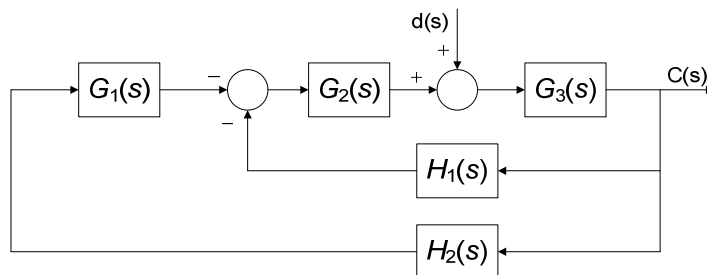 d(s)
+
C(s)
G₁(s)
−
G₂(s)
+
G₃(s)
−
H₁(s)
H₂(s)